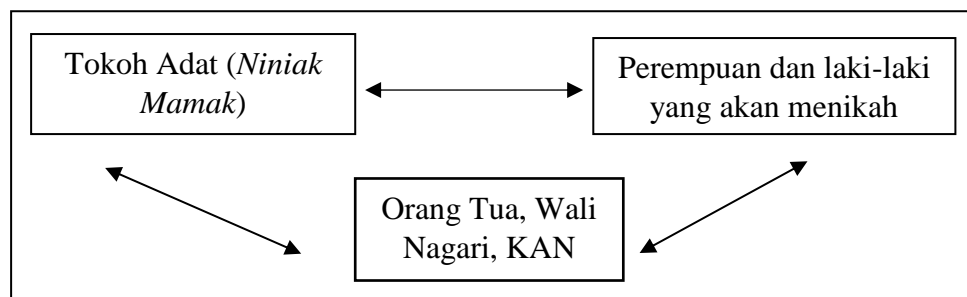 Tokoh Adat (Niniak
Mamak)
Perempuan dan laki-laki
yang akan menikah
Orang Tua, Wali
Nagari, KAN